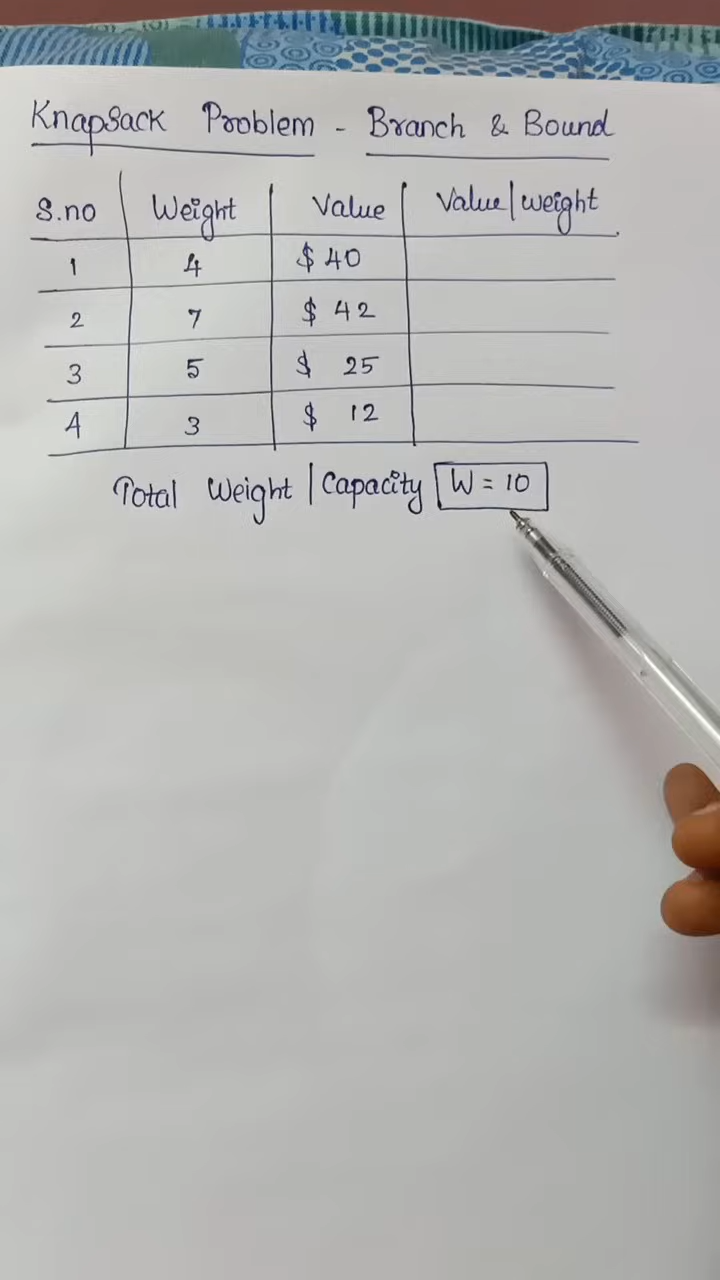 Knapsack Problem - Branch & Bound
S.no Weight Value Value|weight
1 4 $ 40
2 7 $ 42
3 5 $ 25
4 3 $ 12
Total Weight | Capacity W = 10